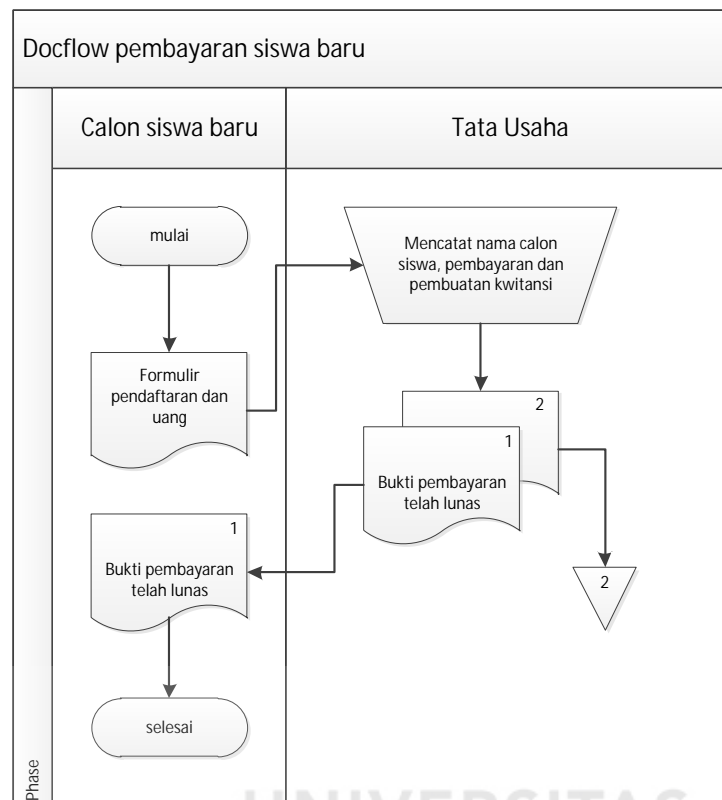 Docflow pembayaran siswa baru
Calon siswa baru
Tata Usaha
mulai
Mencatat nama calon
siswa, pembayaran dan
pembuatan kwitansi
Formulir
pendaftaran dan
uang
2
1
Bukti pembayaran
telah lunas
1
Bukti pembayaran
telah lunas
2
selesai
Phase
UNIVERSITAS